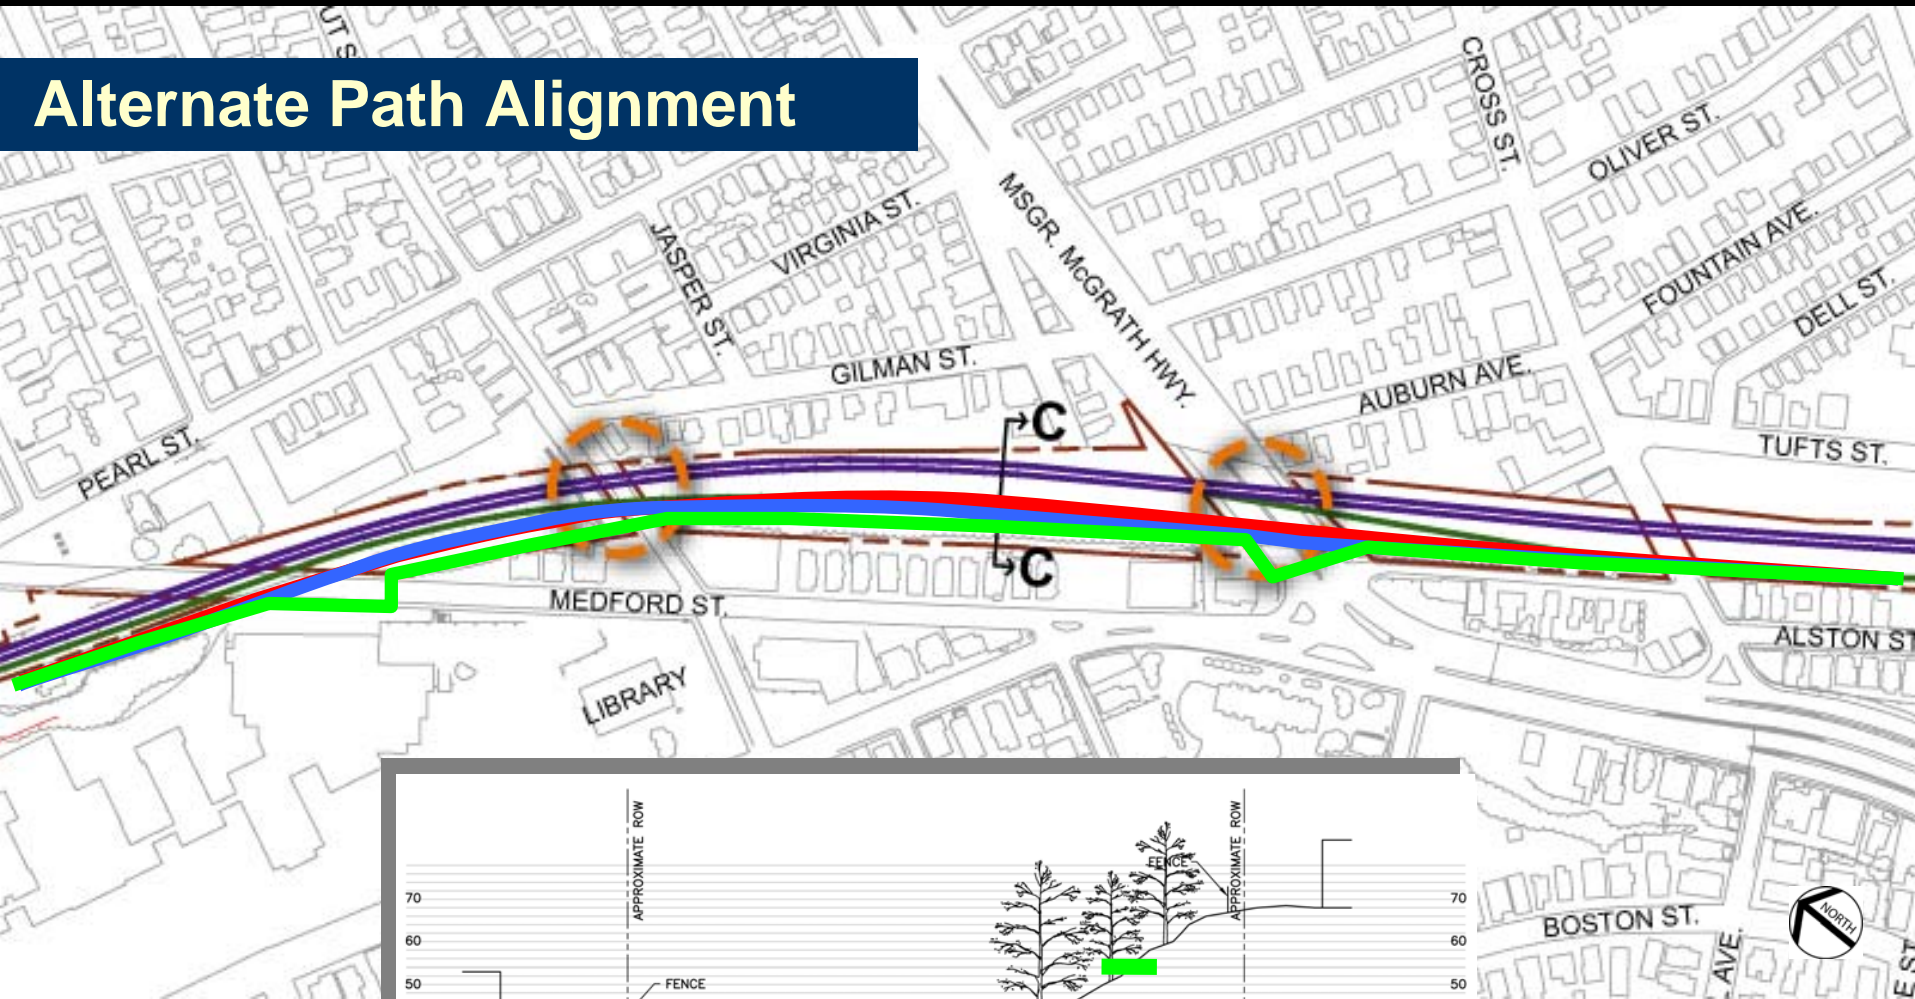 UT S
Alternate Path Alignment
CROSS ST.
OLIVER ST.
MSGR. McGRATH HWY.
VIRGINIA ST.
JASPER ST.
FOUNTAIN AVE.
DELL ST.
GILMAN ST.
AUBURN AVE.
C
PEARL ST.
TUFTS ST.
C
MEDFORD ST.
ALSTON ST
LIBRARY
APPROXIMATE ROW
APPROXIMATE ROW
FENCE
70
70
BOSTON ST.
NORTH
60
60
AVE.
E ST
50
FENCE
50